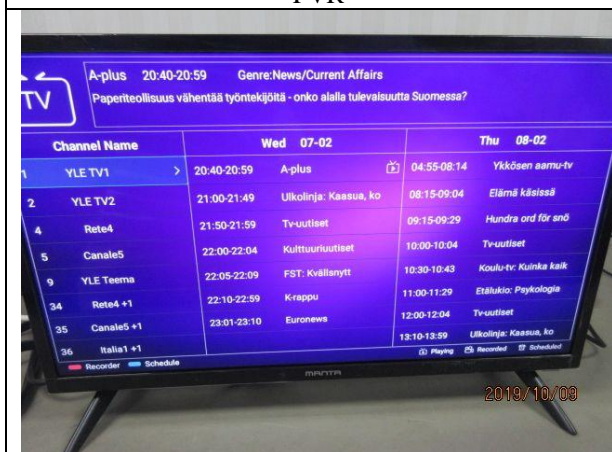 PVR
TV
A-plus 20:40-20:59 Genre:News/Current Affairs
Paperiteollisuus vähentää työntekijöitä - onko alalla tulevaisuutta Suomessa?
Channel Name
Wed 07-02
Thu 08-02
1 YLE TV1 >
2 YLE TV2
4 Rete4
5 Canale5
9 YLE Teema
34 Rete4 +1
35 Canale5 +1
36 Italia1 +1
20:40-20:59 A-plus
21:00-21:49 Ulkolinja: Kaasua, ko
21:50-21:59 Tv-uutiset
22:00-22:04 Kulttuuriuutiset
22:05-22:09 FST: Kvällsnytt
22:10-22:59 K-rappu
23:01-23:10 Euronews
04:55-08:14 Ykkösen aamu-tv
08:15-09:04 Elämä käsissä
09:15-09:29 Hundra ord för snö
10:00-10:04 Tv-uutiset
10:30-10:43 Koulu-tv: Kuinka kaik
11:00-11:29 Etälukio: Psykologia
12:00-12:04 Tv-uutiset
13:10-13:59 Ulkolinja: Kaasua, ko
Recorder Schedule
Playing Recorded Scheduled
MANTA
2019/10/09